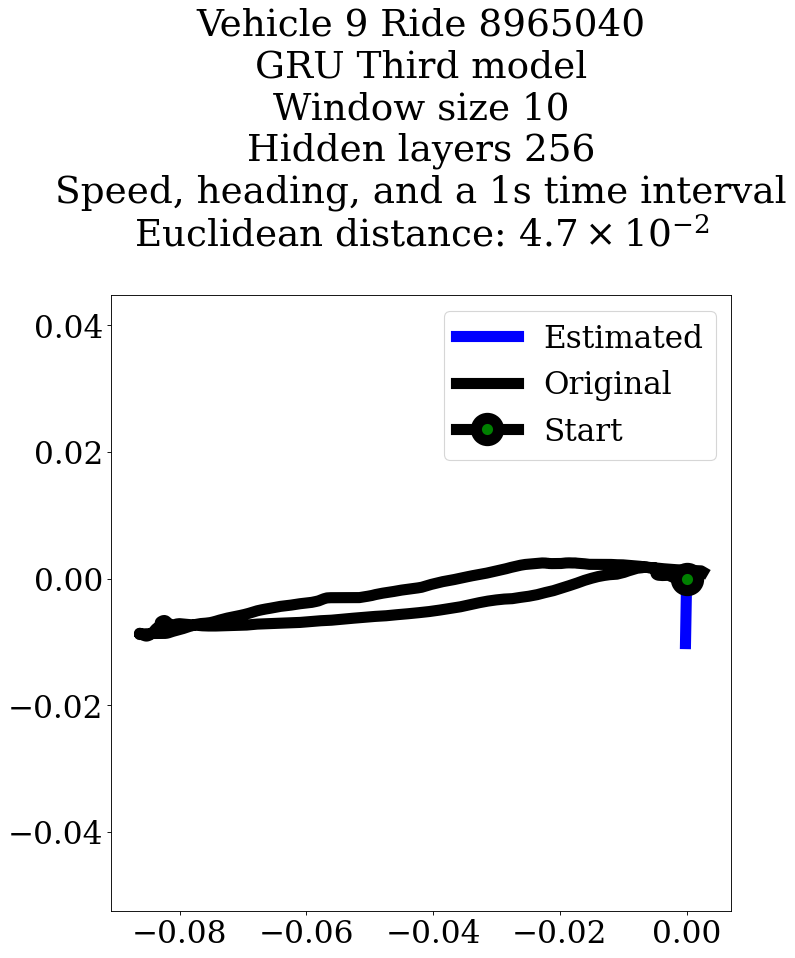 Vehicle 9 Ride 8965040
GRU Third model
Window size 10
Hidden layers 256
Speed, heading, and a 1s time interval
Euclidean distance: 4.7 × 10⁻²
Estimated
Original
Start
0.04
0.02
0.00
−0.02
−0.04
−0.08 −0.06 −0.04 −0.02 0.00